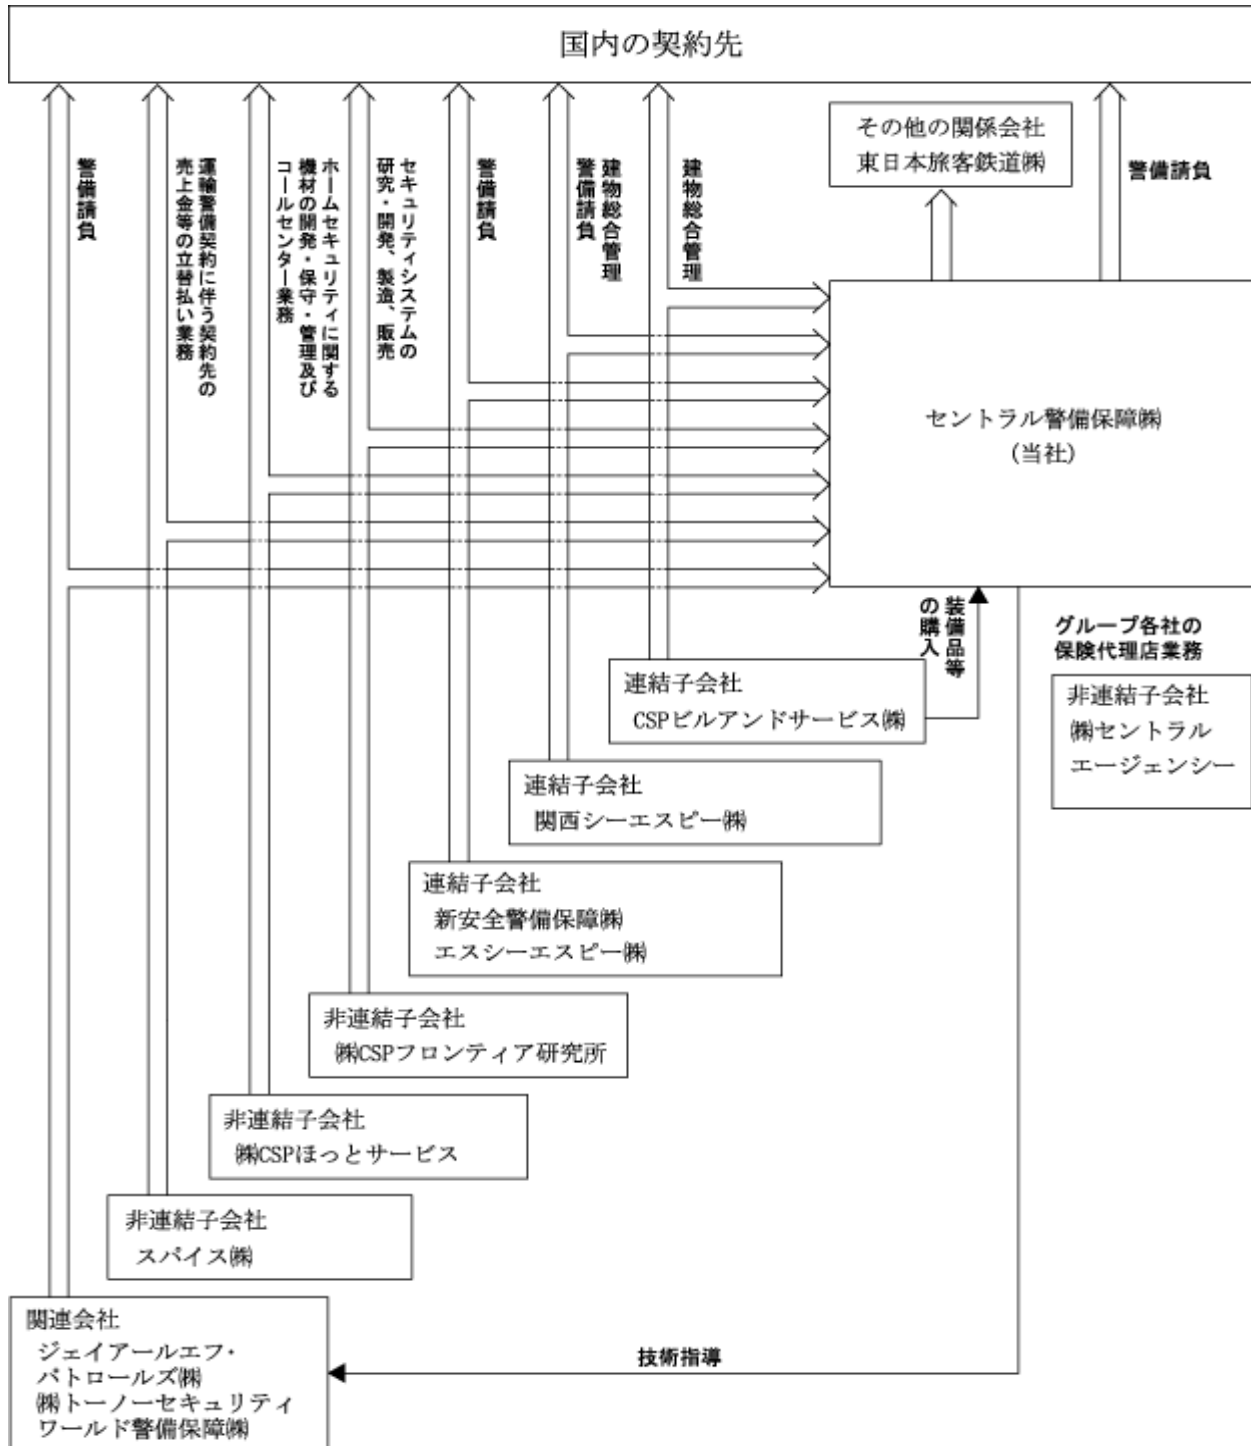 国内の契約先
その他の関係会社
東日本旅客鉄道㈱
警備請負
運輸警備契約に伴う契約先の
売上金等の立替払い業務
ホームセキュリティに関する
機材の開発・保守・管理及び
コールセンター業務
セキュリティシステムの
研究・開発、製造、販売
警備請負
建物総合管理
警備請負
建物総合管理
警備請負
セントラル警備保障㈱
(当社)
装備品等
の購入
グループ各社の
保険代理店業務
連結子会社
CSPビルアンドサービス㈱
非連結子会社
㈱セントラル
エージェンシー
連結子会社
関西シーエスピー㈱
連結子会社
新安全警備保障㈱
エスシーエスピー㈱
非連結子会社
㈱CSPフロンティア研究所
非連結子会社
㈱CSPほっとサービス
非連結子会社
スパイス㈱
関連会社
ジェイアールエフ・
パトロールズ㈱
㈱トーノーセキュリティ
ワールド警備保障㈱
技術指導